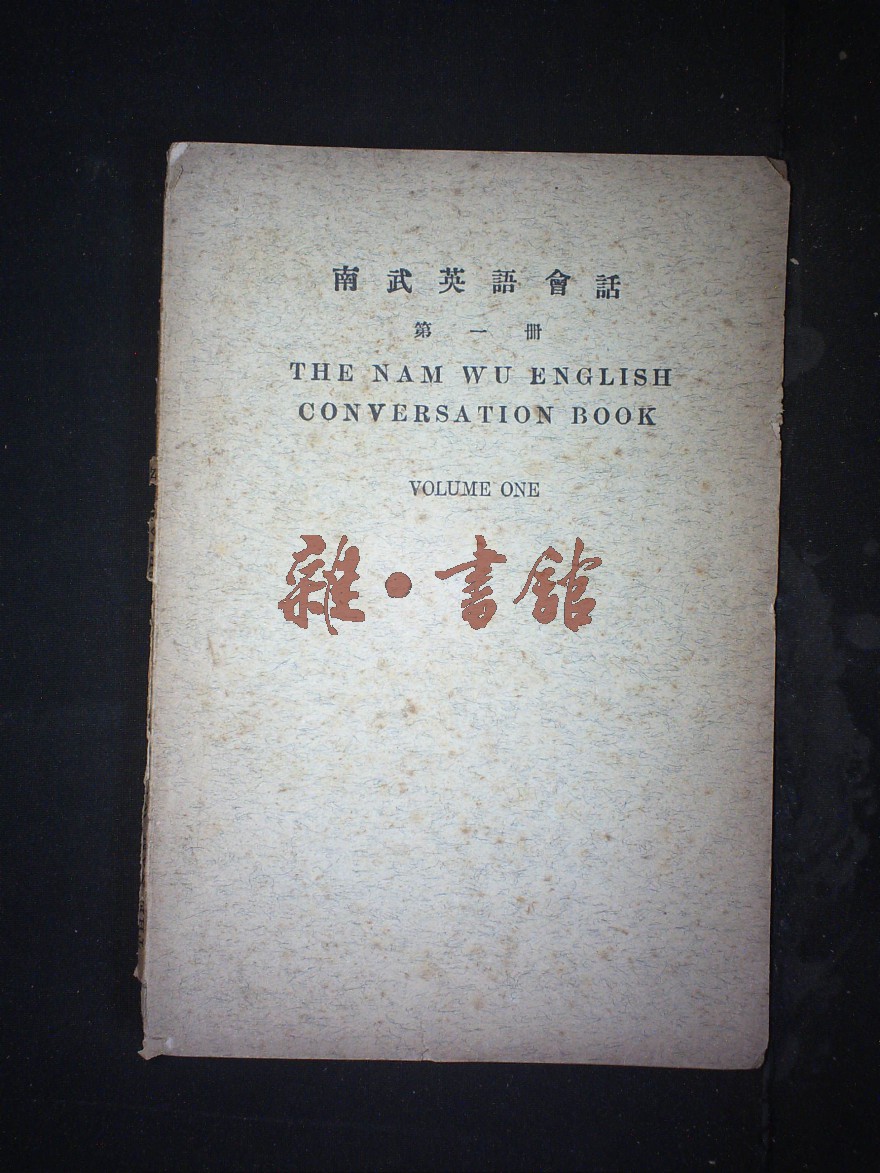 南武英語會話
第一冊
THE NAM WU ENGLISH
CONVERSATION BOOK
VOLUME ONE
雜·書館